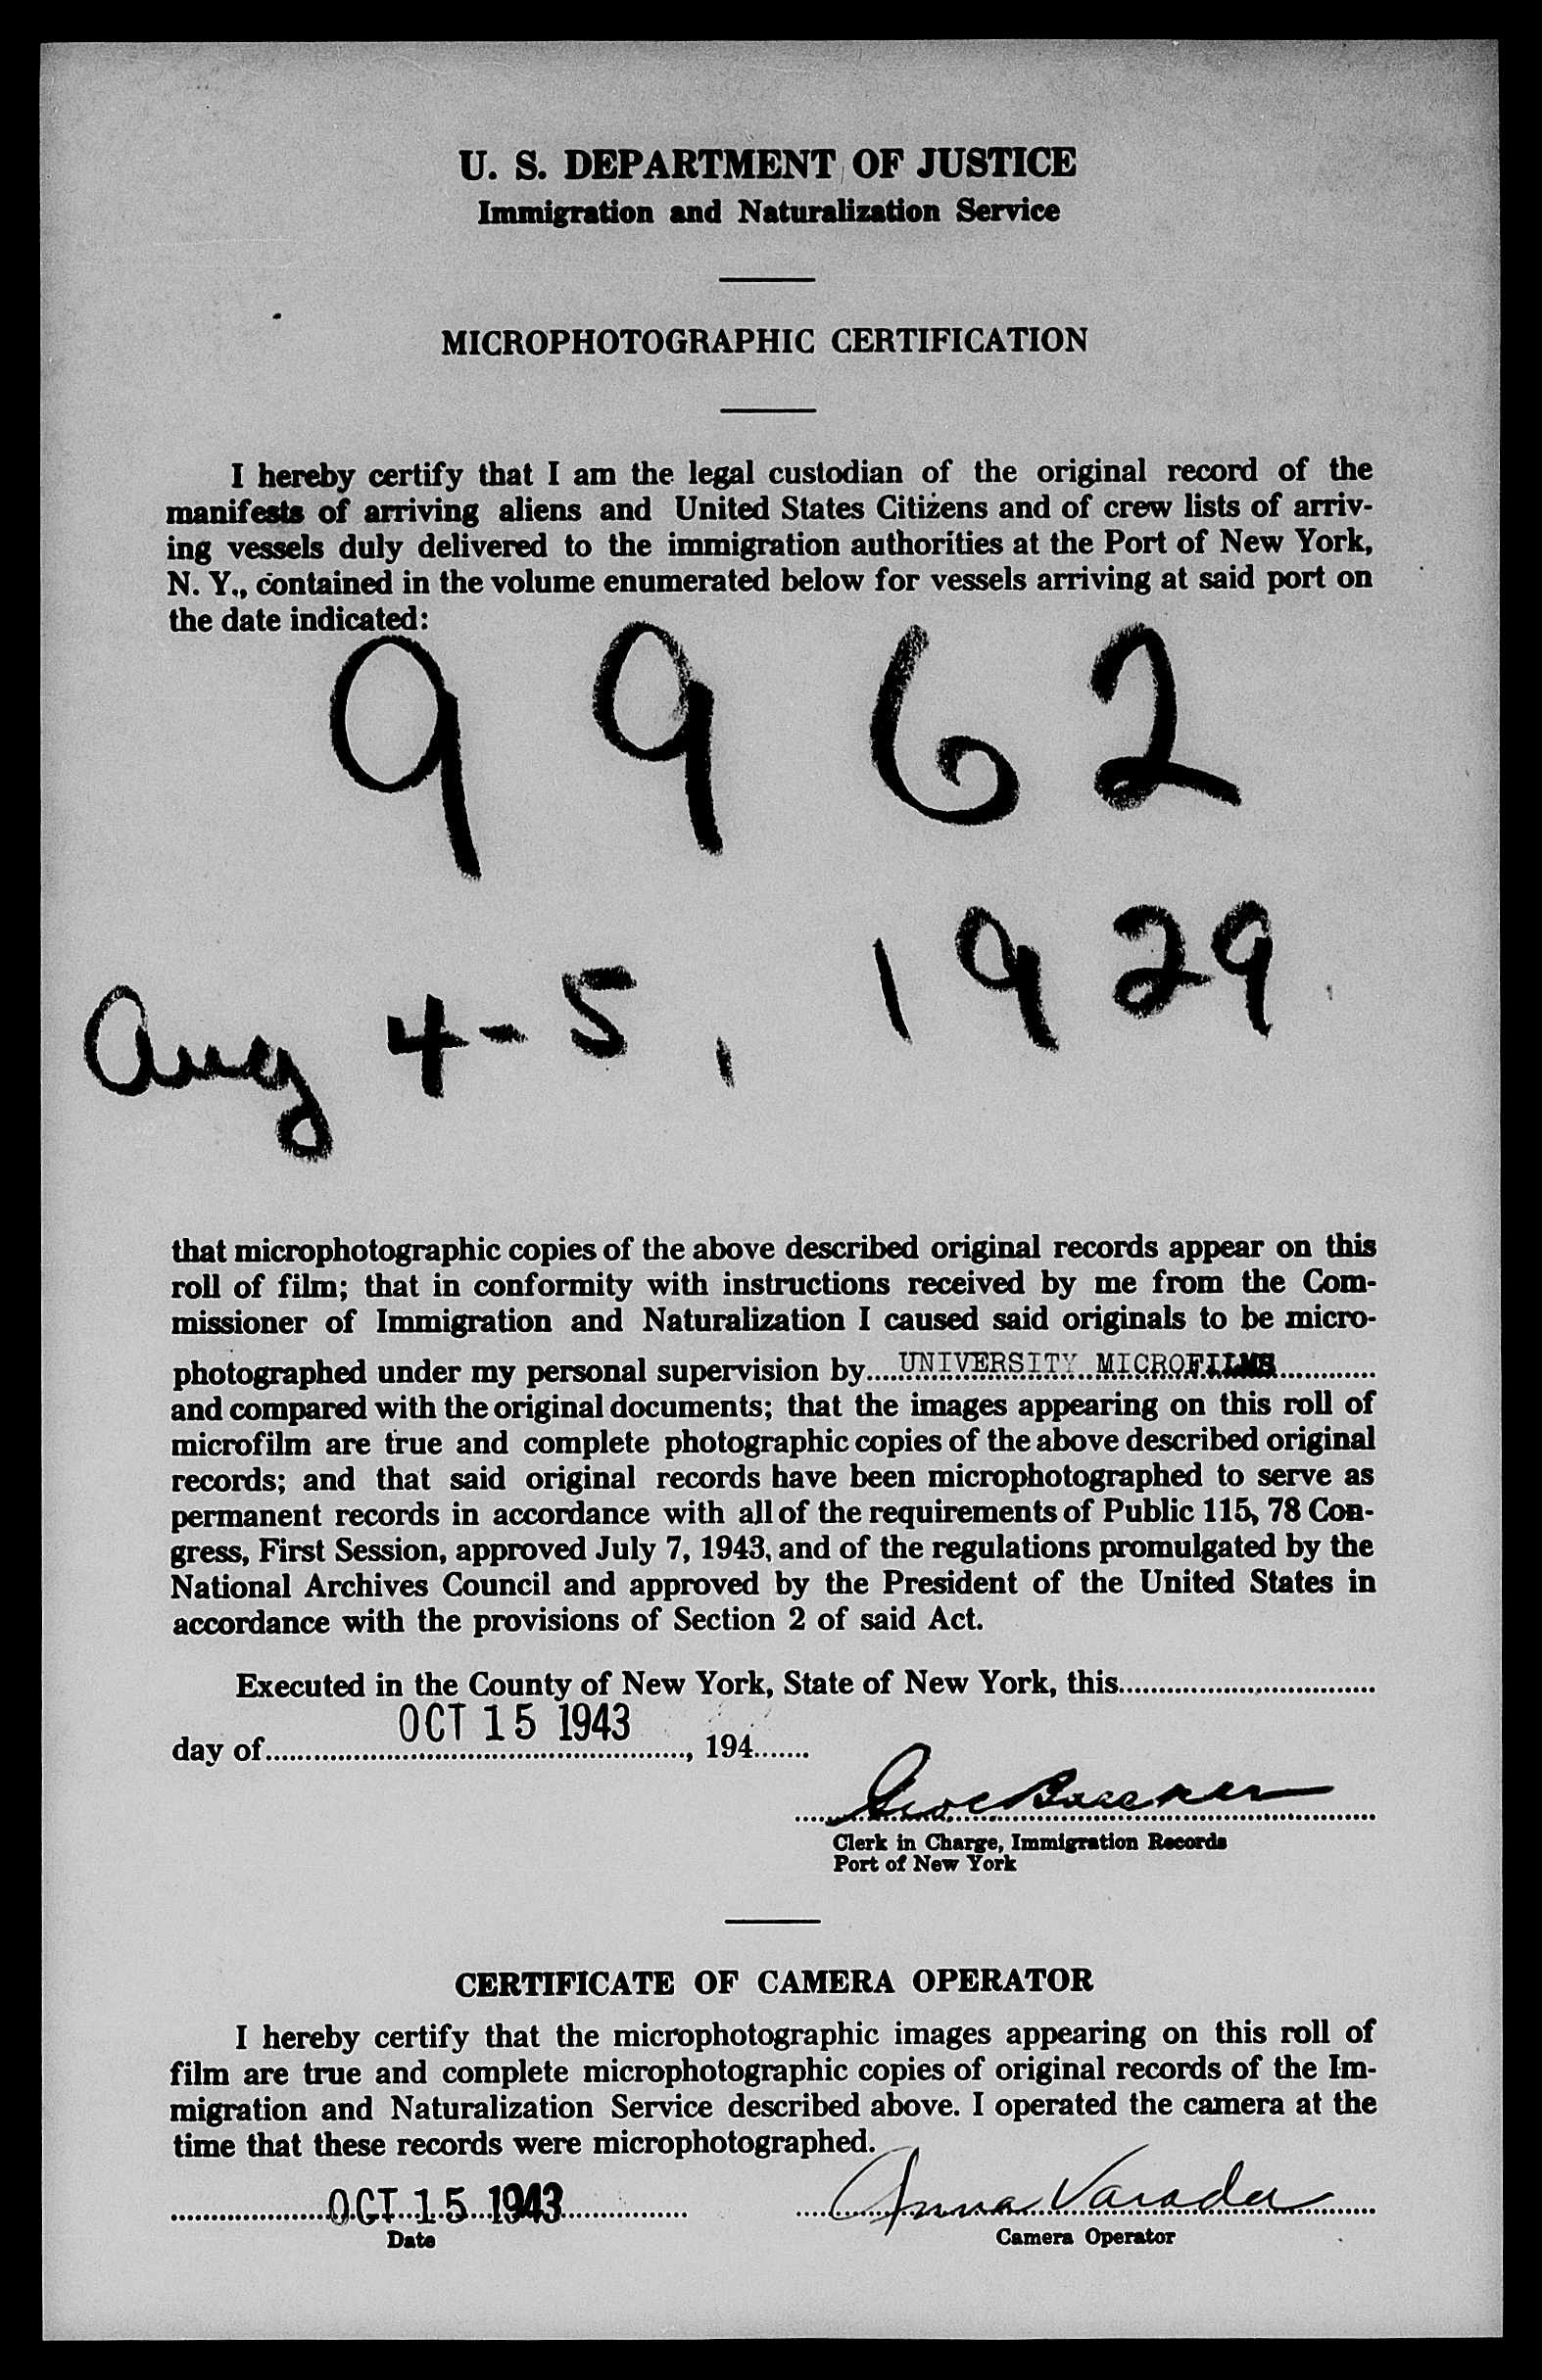 U. S. DEPARTMENT OF JUSTICE
Immigration and Naturalization Service
MICROPHOTOGRAPHIC CERTIFICATION
I hereby certify that I am the legal custodian of the original record of the
manifests of arriving aliens and United States Citizens and of crew lists of arriv-
ing vessels duly delivered to the immigration authorities at the Port of New York,
N. Y., contained in the volume enumerated below for vessels arriving at said port on
the date indicated:
9962
Aug 4-5, 1929
that microphotographic copies of the above described original records appear on this
roll of film; that in conformity with instructions received by me from the Com-
missioner of Immigration and Naturalization I caused said originals to be micro-
photographed under my personal supervision by....UNIVERSITY MICROFILMS............
and compared with the original documents; that the images appearing on this roll of
microfilm are true and complete photographic copies of the above described original
records; and that said original records have been microphotographed to serve as
permanent records in accordance with all of the requirements of Public 115, 78 Con-
gress, First Session, approved July 7, 1943, and of the regulations promulgated by the
National Archives Council and approved by the President of the United States in
accordance with the provisions of Section 2 of said Act.
Executed in the County of New York, State of New York, this................................
day of OCT 15 1943, 194.......
Clerk in Charge, Immigration Records
Port of New York
CERTIFICATE OF CAMERA OPERATOR
I hereby certify that the microphotographic images appearing on this roll of
film are true and complete microphotographic copies of original records of the Im-
migration and Naturalization Service described above. I operated the camera at the
time that these records were microphotographed.
OCT 15 1943 Anna Varada
Date Camera Operator